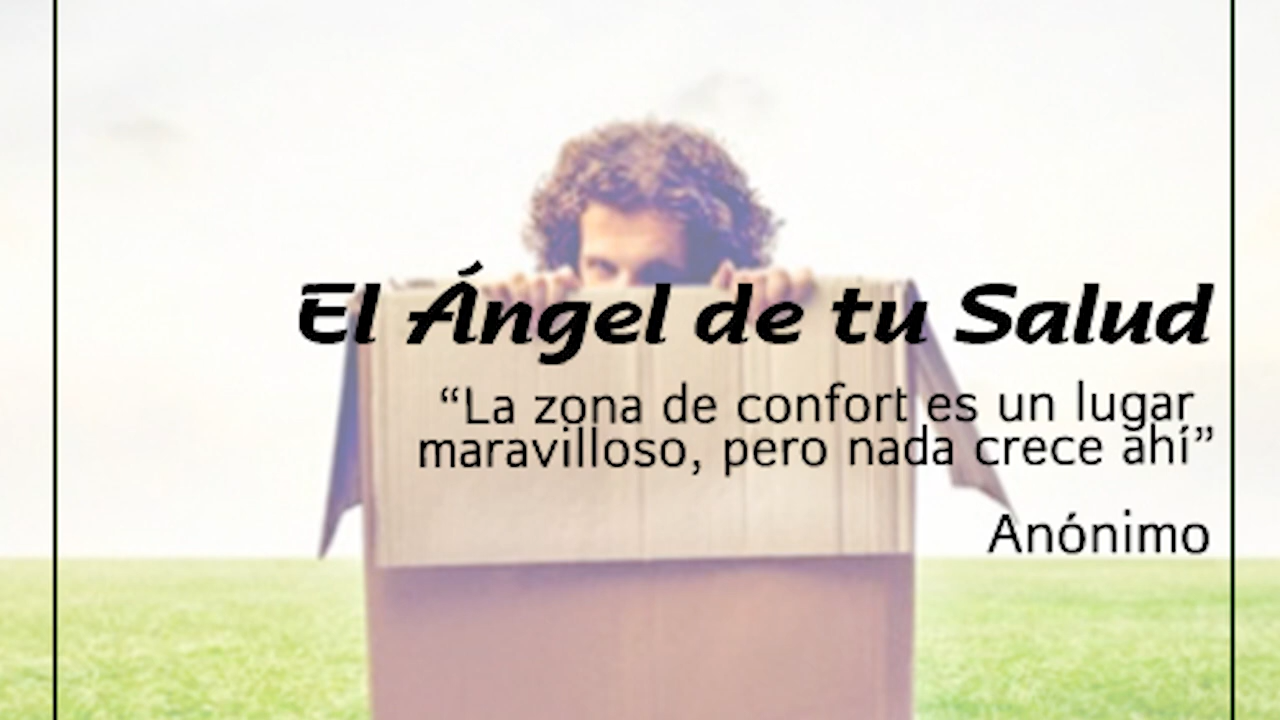 El Ángel de tu Salud
“La zona de confort es un lugar
maravilloso, pero nada crece ahí”
Anónimo